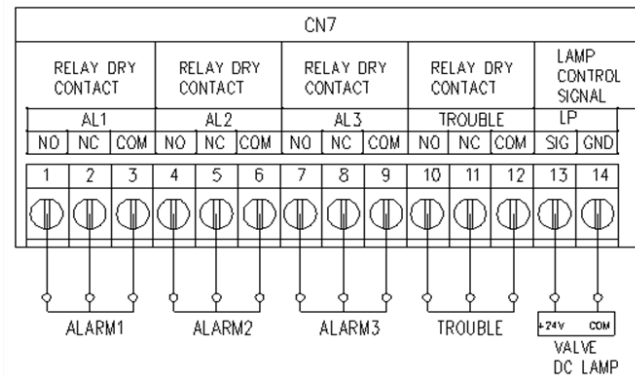 CN7
RELAY DRY CONTACT RELAY DRY CONTACT RELAY DRY CONTACT RELAY DRY CONTACT LAMP CONTROL SIGNAL
AL1 AL2 AL3 TROUBLE LP
NO NC COM NO NC COM NO NC COM NO NC COM SIG GND
1 2 3 4 5 6 7 8 9 10 11 12 13 14
ALARM1 ALARM2 ALARM3 TROUBLE +24V COM
VALVE
DC LAMP